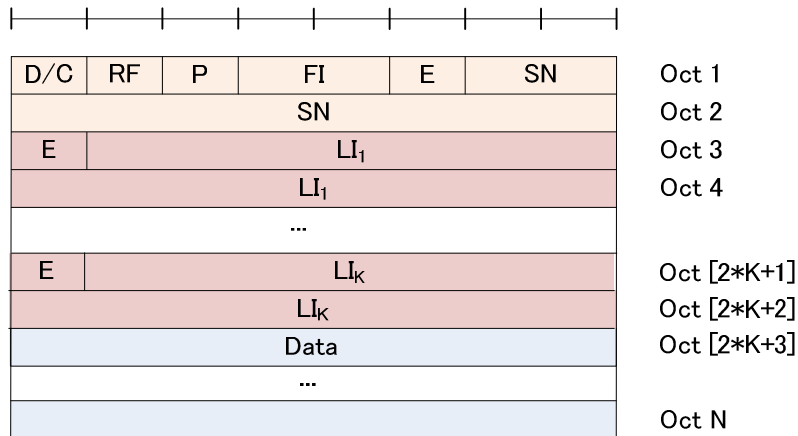 D/C RF P FI E SN Oct 1
SN Oct 2
E LI₁ Oct 3
LI₁ Oct 4
...
E LIK Oct [2*K+1]
LIK Oct [2*K+2]
Data Oct [2*K+3]
...
Oct N